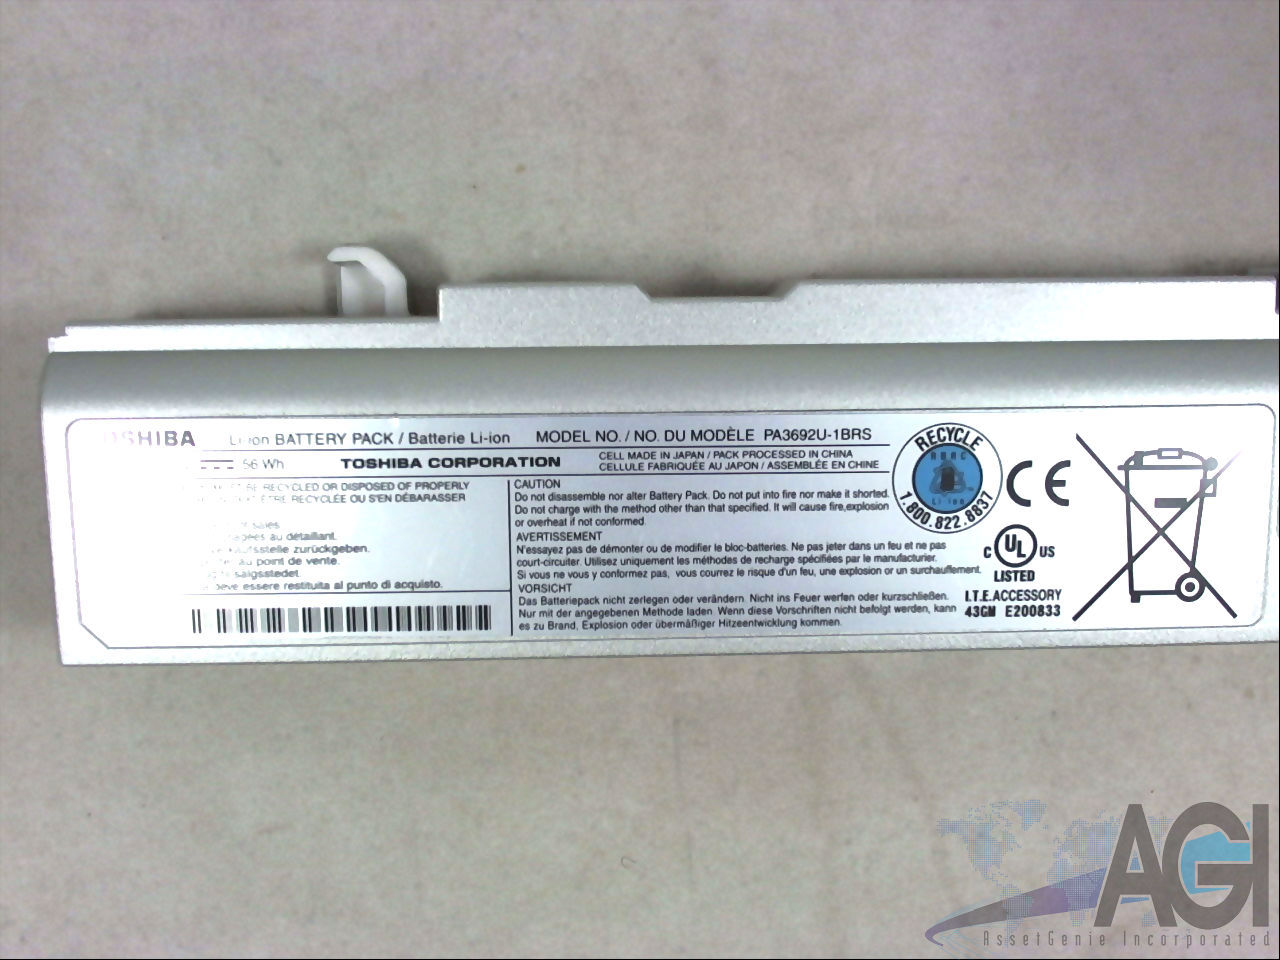 TOSHIBA Li-ion BATTERY PACK / Batterie Li-ion MODEL NO. / NO. DU MODÈLE PA3692U-1BRS
56 Wh TOSHIBA CORPORATION CELL MADE IN JAPAN / PACK PROCESSED IN CHINA
CELLULE FABRIQUÉE AU JAPON / ASSEMBLÉE EN CHINE
BE RECYCLED OR DISPOSED OF PROPERLY
ÊTRE RECYCLÉE OU S'EN DÉBARASSER
of sales
au détaillant.
zurückgeben.
au point de vente.
salgsstedet.
deve essere restituita al punto di acquisto.
CAUTION
Do not disassemble nor alter Battery Pack. Do not put into fire nor make it shorted.
Do not charge with the method other than that specified. It will cause fire,explosion
or overheat if not conformed.
AVERTISSEMENT
N'essayez pas de démonter ou de modifier le bloc-batteries. Ne pas jeter dans un feu et ne pas
court-circuiter. Utilisez uniquement les méthodes de recharge spécifiées par le manufacturier.
Si vous ne vous y conformez pas, vous courrez le risque d'un feu, une explosion or un surchauffement.
VORSICHT
Das Batteriepack nicht zerlegen oder verändern. Nicht ins Feuer werfen oder kurzschließen.
Nur mit der angegebenen Methode laden. Wenn diese Vorschriften nicht befolgt werden, kann
es zu Brand, Explosion oder übermäßiger Hitzeentwicklung kommen.
RECYCLE
RBRC
Li-ion
1.800.822.8837
CE
C UL US
LISTED
I.T.E.ACCESSORY
43GM E200833
AGI
AssetGenie Incorporated